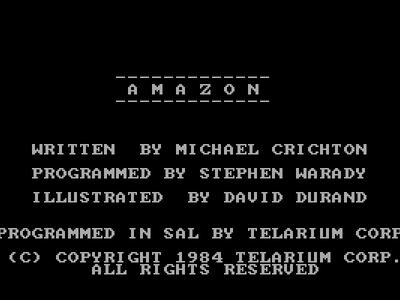 A M A Z O N
WRITTEN BY MICHAEL CRICHTON
PROGRAMMED BY STEPHEN WARADY
ILLUSTRATED BY DAVID DURAND
PROGRAMMED IN SAL BY TELARIUM CORP
(C) COPYRIGHT 1984 TELARIUM CORP.
ALL RIGHTS RESERVED